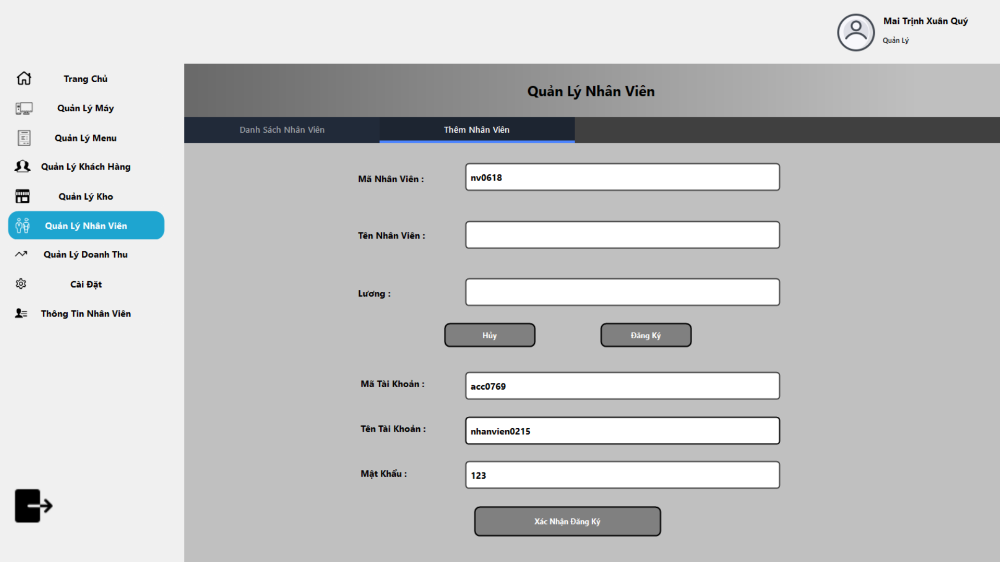 Mai Trịnh Xuân Quý
Quản Lý
Trang Chủ
Quản Lý Máy
Quản Lý Menu
Quản Lý Khách Hàng
Quản Lý Kho
Quản Lý Nhân Viên
Quản Lý Doanh Thu
Cài Đặt
Thông Tin Nhân Viên
Quản Lý Nhân Viên
Danh Sách Nhân Viên
Thêm Nhân Viên
Mã Nhân Viên :
nv0618
Tên Nhân Viên :
Lương :
Hủy
Đăng Ký
Mã Tài Khoản :
acc0769
Tên Tài Khoản :
nhanvien0215
Mật Khẩu :
123
Xác Nhận Đăng Ký